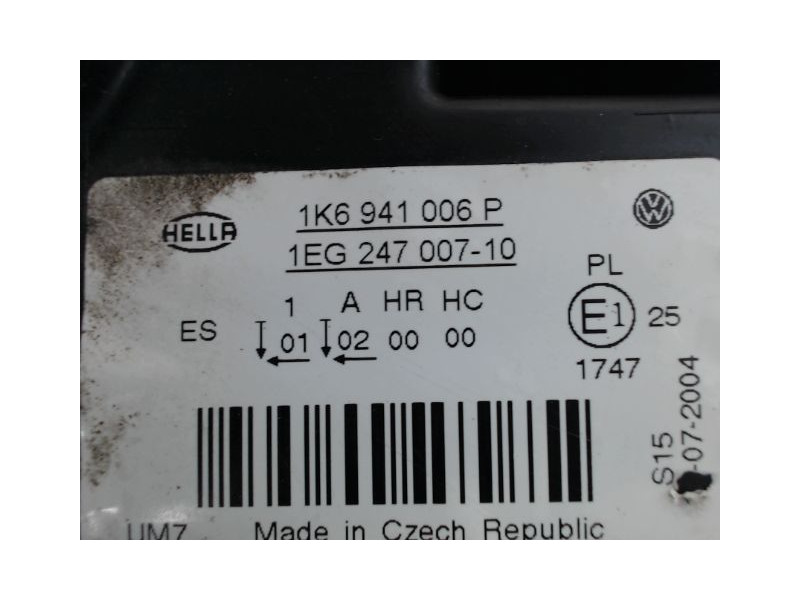 HELLA
1K6 941 006 P
1EG 247 007-10
PL
1 A HR HC
ES 01 02 00 00
E1 25
1747
S15
-07-2004
UM7
Made in Czech Republic